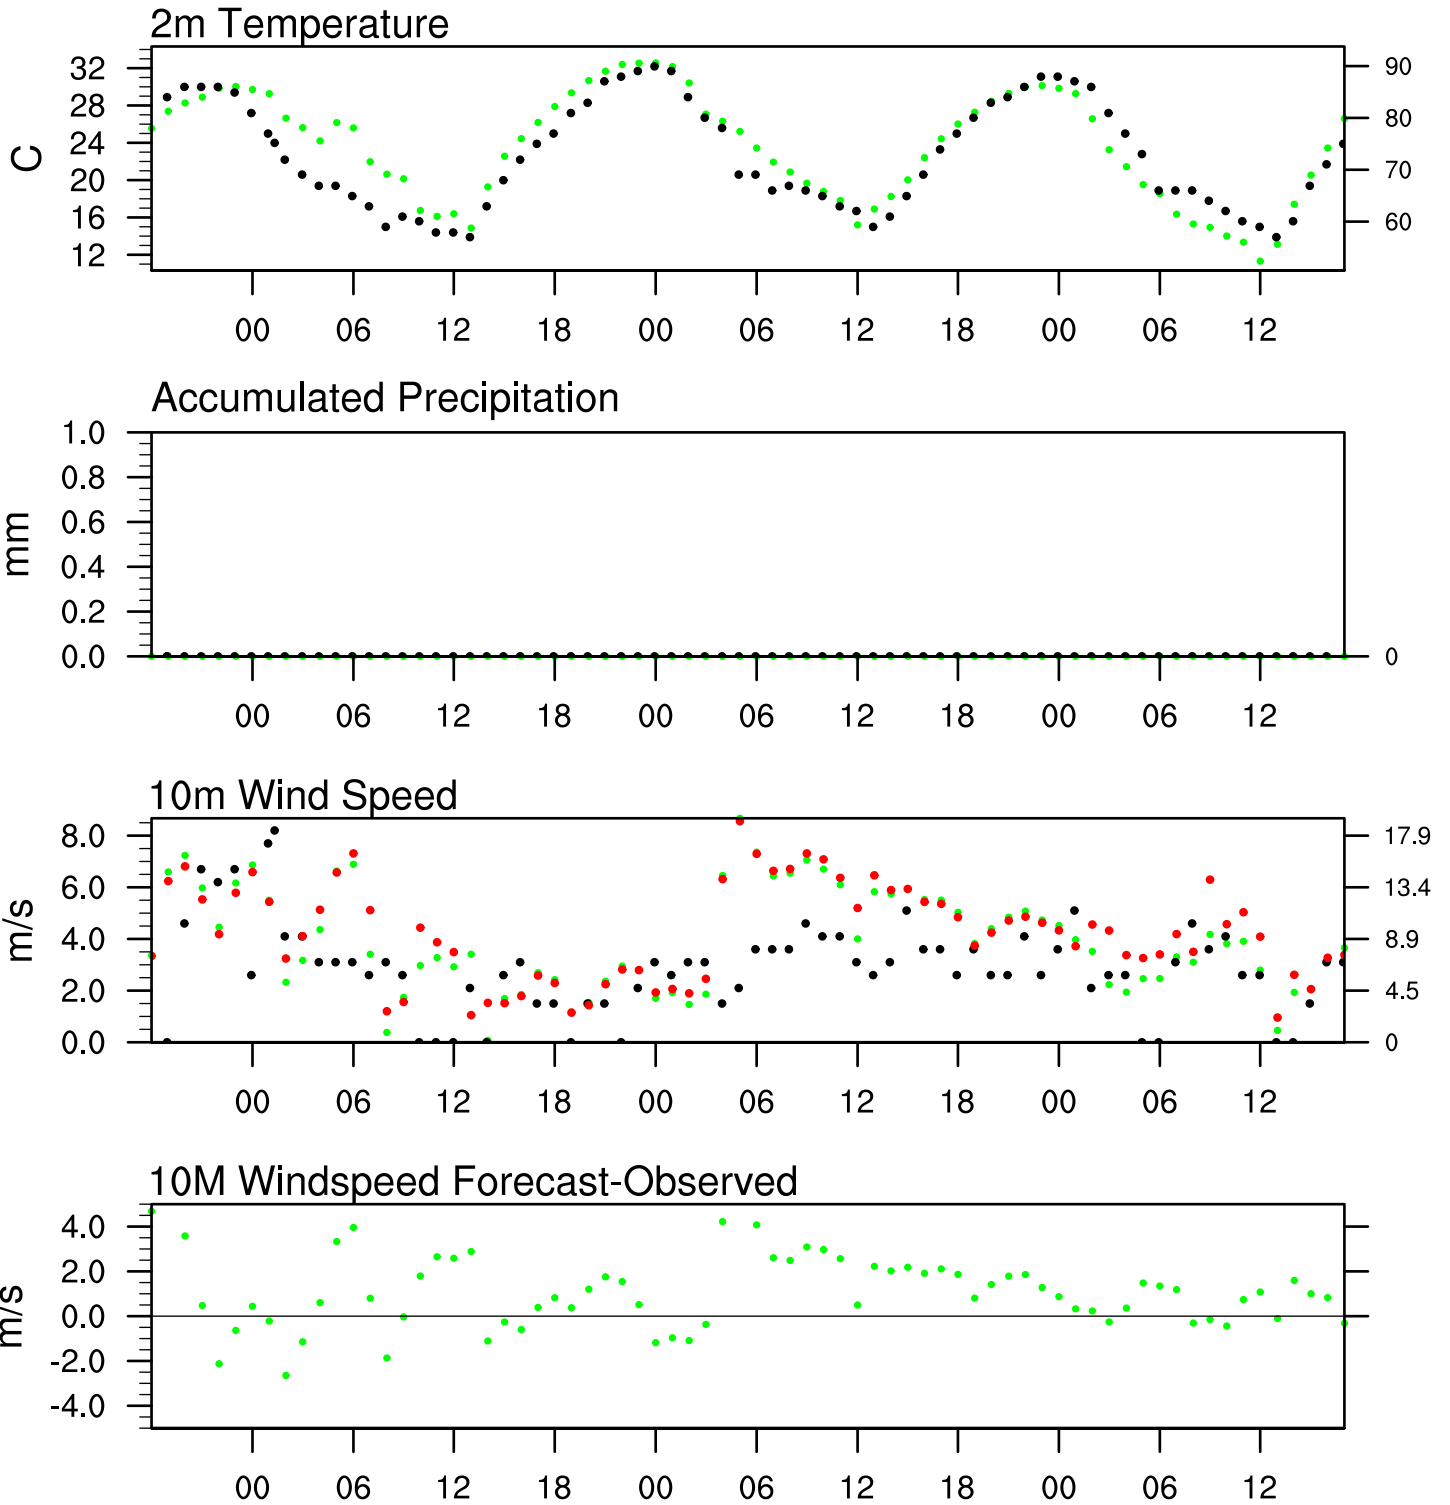 2m Temperature
32
28
24
20
16
12
C
90
80
70
60
00 06 12 18 00 06 12 18 00 06 12
Accumulated Precipitation
1.0
0.8
0.6
0.4
0.2
0.0
mm
0
00 06 12 18 00 06 12 18 00 06 12
10m Wind Speed
8.0
6.0
4.0
2.0
0.0
m/s
17.9
13.4
8.9
4.5
0
00 06 12 18 00 06 12 18 00 06 12
10M Windspeed Forecast-Observed
4.0
2.0
0.0
-2.0
-4.0
m/s
00 06 12 18 00 06 12 18 00 06 12